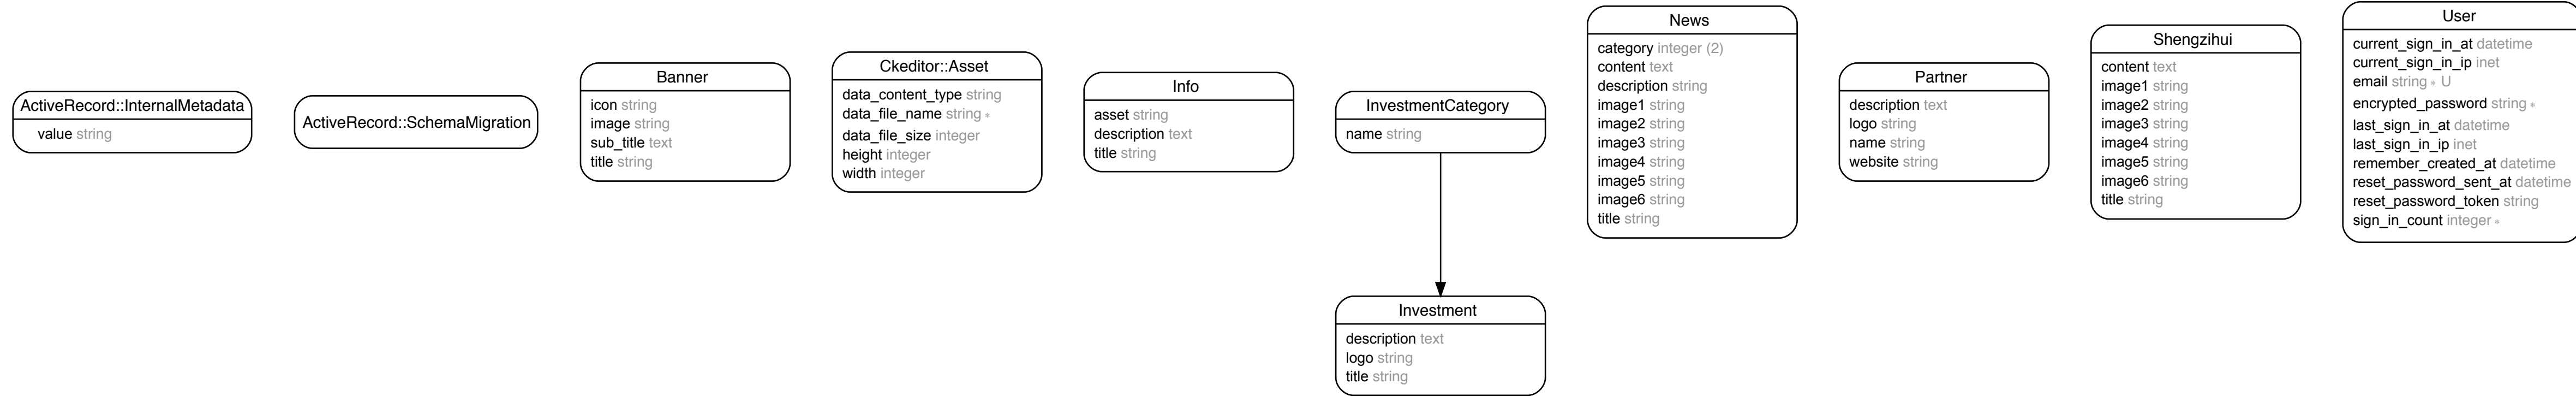 ActiveRecord::InternalMetadata
value string
ActiveRecord::SchemaMigration
Banner
icon string
image string
sub_title text
title string
Ckeditor::Asset
data_content_type string
data_file_name string *
data_file_size integer
height integer
width integer
Info
asset string
description text
title string
InvestmentCategory
name string
Investment
description text
logo string
title string
News
category integer (2)
content text
description string
image1 string
image2 string
image3 string
image4 string
image5 string
image6 string
title string
Partner
description text
logo string
name string
website string
Shengzihui
content text
image1 string
image2 string
image3 string
image4 string
image5 string
image6 string
title string
User
current_sign_in_at datetime
current_sign_in_ip inet
email string * U
encrypted_password string *
last_sign_in_at datetime
last_sign_in_ip inet
remember_created_at datetime
reset_password_sent_at datetime
reset_password_token string
sign_in_count integer *